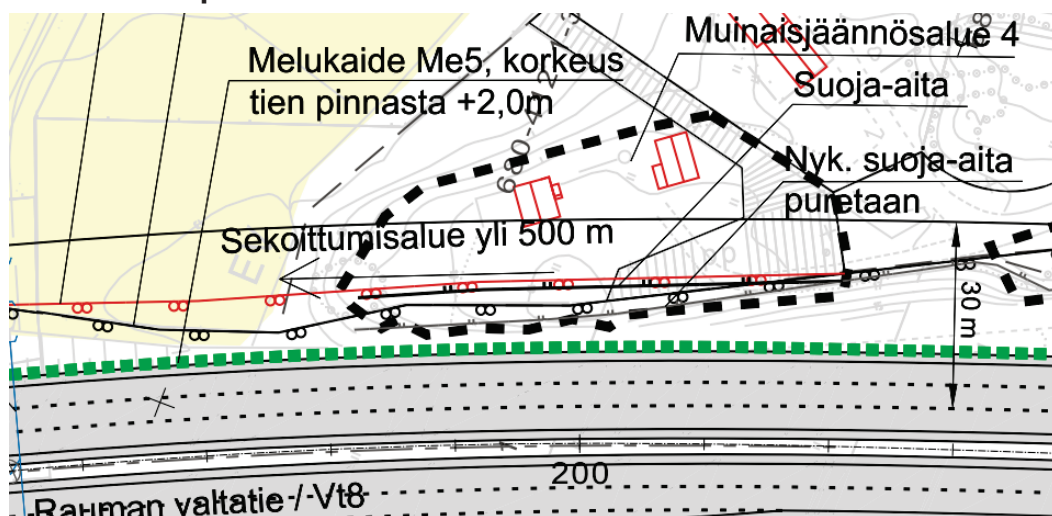 Melukaide Me5, korkeus
tien pinnasta +2,0m
Muinaisjäännösalue 4
Suoja-aita
Nyk. suoja-aita
puretaan
Sekoittumisalue yli 500 m
30 m
200
Rauman valtatie / Vt8